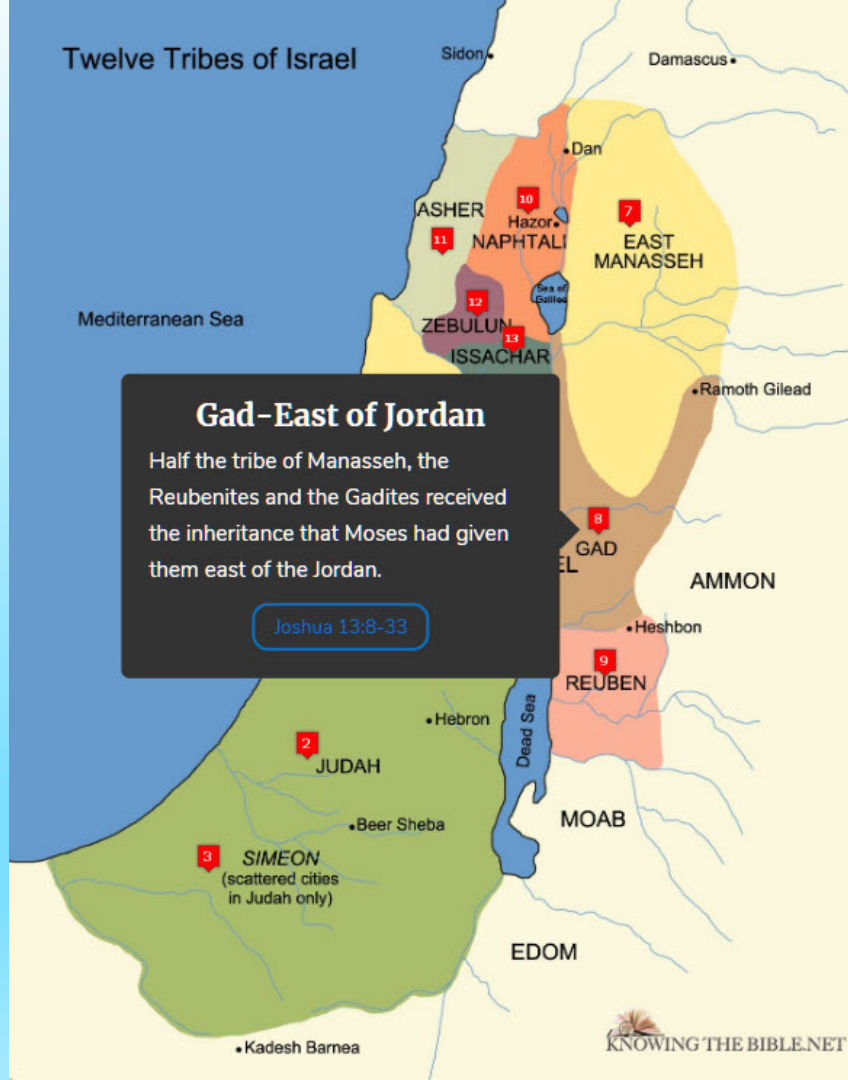 Twelve Tribes of Israel
Sidon
Damascus
Dan
10
7
ASHER
Hazor
11
NAPHTALI
EAST
MANASSEH
Sea of
Galilee
12
Mediterranean Sea
ZEBULUN
13
ISSACHAR
Ramoth Gilead
Gad-East of Jordan
Half the tribe of Manasseh, the
Reubenites and the Gadites received
the inheritance that Moses had given
them east of the Jordan.
Joshua 13:8-33
8
GAD
EL
AMMON
Heshbon
9
REUBEN
Dead Sea
Hebron
2
JUDAH
MOAB
Beer Sheba
3
SIMEON
(scattered cities
in Judah only)
EDOM
Kadesh Barnea
KNOWING THE BIBLE.NET